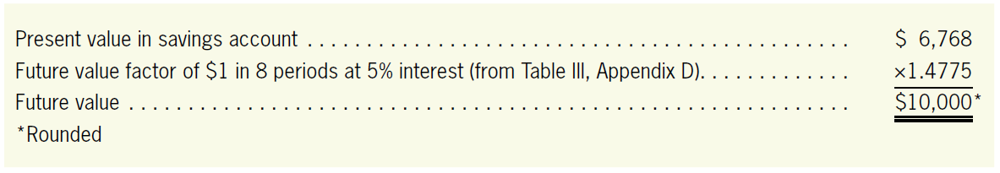 Present value in savings account . . . . . . . . . . . . . . . . . . . . . . . . . . . . . . . . . . . . . . . . . . . . . . $ 6,768
Future value factor of $1 in 8 periods at 5% interest (from Table III, Appendix D). . . . . . . . . . . . . . ×1.4775
Future value . . . . . . . . . . . . . . . . . . . . . . . . . . . . . . . . . . . . . . . . . . . . . . . . . . . . . . . . . . . . . $10,000*
*Rounded